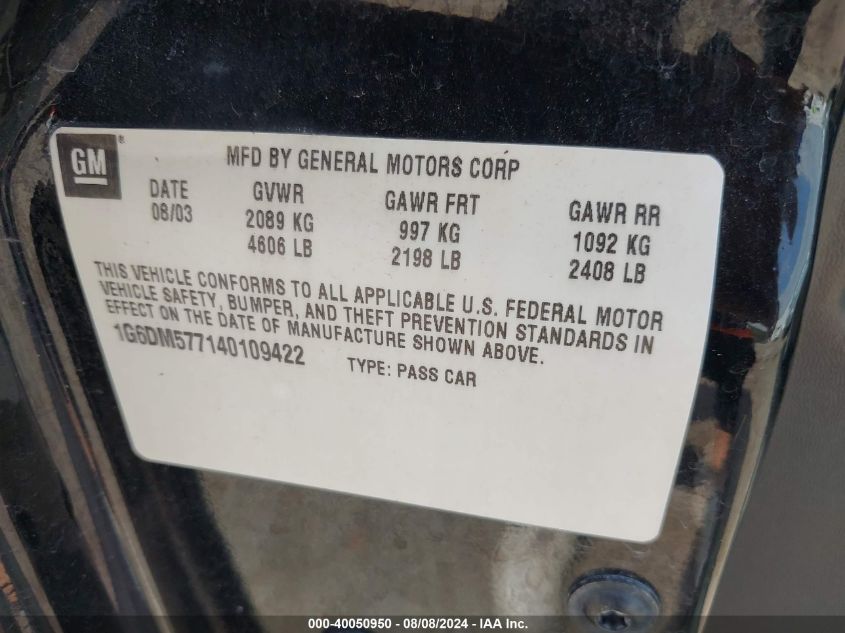 GM®
MFD BY GENERAL MOTORS CORP
DATE GVWR GAWR FRT GAWR RR
08/03 2089 KG 997 KG 1092 KG
4606 LB 2198 LB 2408 LB
THIS VEHICLE CONFORMS TO ALL APPLICABLE U.S. FEDERAL MOTOR
VEHICLE SAFETY, BUMPER, AND THEFT PREVENTION STANDARDS IN
EFFECT ON THE DATE OF MANUFACTURE SHOWN ABOVE.
1G6DM577140109422 TYPE: PASS CAR
000-40050950 - 08/08/2024 - IAA Inc.